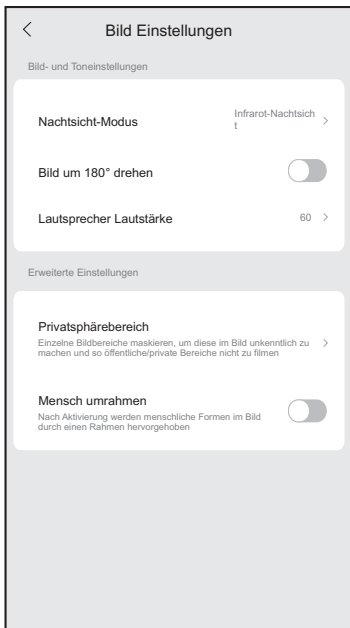 Bild Einstellungen
Bild- und Toneinstellungen
Nachtsicht-Modus
Infrarot-Nachtsich
t
Bild um 180° drehen
Lautsprecher Lautstärke
60
Erweiterte Einstellungen
Privatsphärebereich
Einzelne Bildbereiche maskieren, um diese im Bild unkenntlich zu
machen und so öffentliche/private Bereiche nicht zu filmen
Mensch umrahmen
Nach Aktivierung werden menschliche Formen im Bild
durch einen Rahmen hervorgehoben